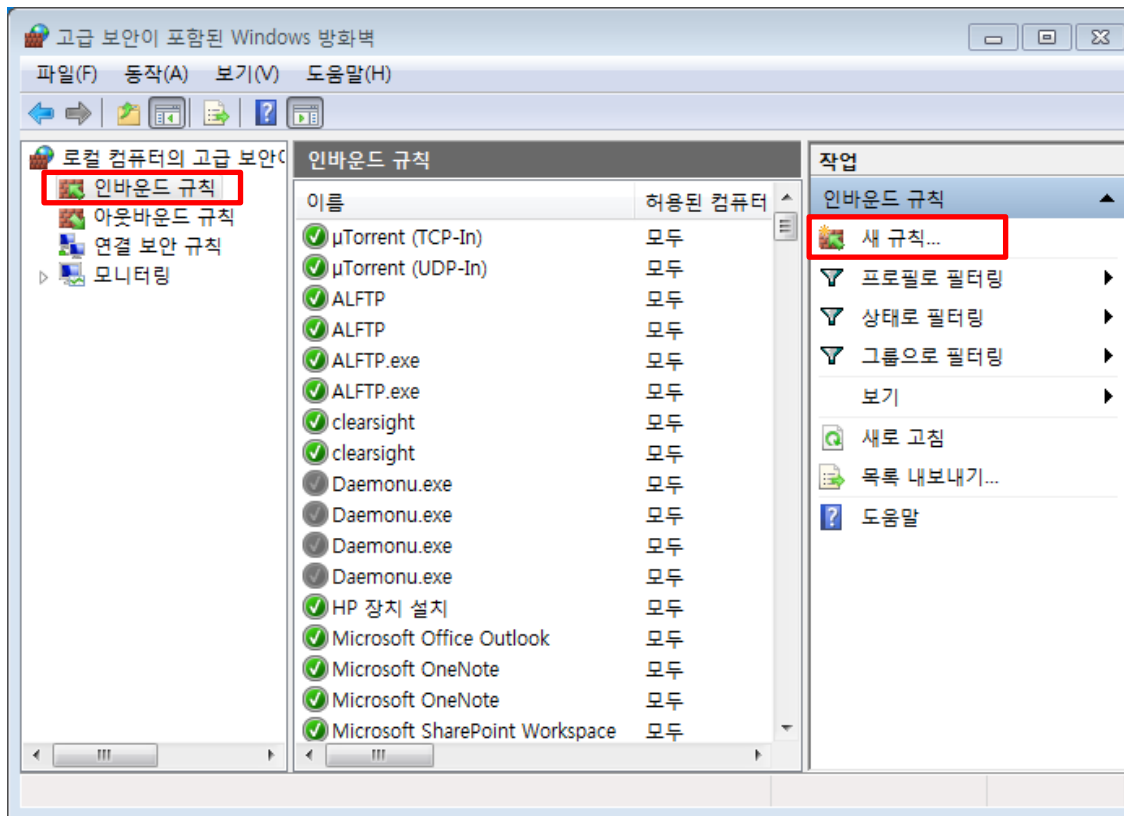 고급 보안이 포함된 Windows 방화벽
파일(F) 동작(A) 보기(V) 도움말(H)
로컬 컴퓨터의 고급 보안이
인바운드 규칙
아웃바운드 규칙
연결 보안 규칙
모니터링
인바운드 규칙
이름 허용된 컴퓨터
µTorrent (TCP-In) 모두
µTorrent (UDP-In) 모두
ALFTP 모두
ALFTP 모두
ALFTP.exe 모두
ALFTP.exe 모두
clearsight 모두
clearsight 모두
Daemonu.exe 모두
Daemonu.exe 모두
Daemonu.exe 모두
Daemonu.exe 모두
HP 장치 설치 모두
Microsoft Office Outlook 모두
Microsoft OneNote 모두
Microsoft OneNote 모두
Microsoft SharePoint Workspace 모두
작업
인바운드 규칙
새 규칙...
프로필로 필터링
상태로 필터링
그룹으로 필터링
보기
새로 고침
목록 내보내기...
도움말